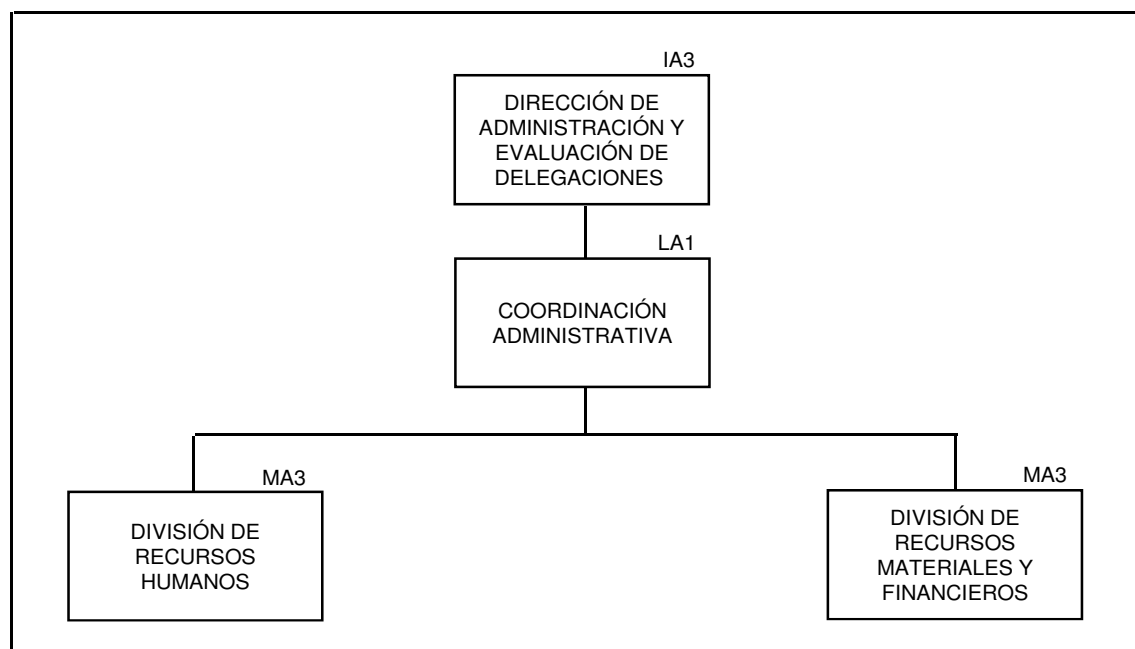 IA3
DIRECCIÓN DE
ADMINISTRACIÓN Y
EVALUACIÓN DE
DELEGACIONES
LA1
COORDINACIÓN
ADMINISTRATIVA
MA3
DIVISIÓN DE
RECURSOS
HUMANOS
MA3
DIVISIÓN DE
RECURSOS
MATERIALES Y
FINANCIEROS